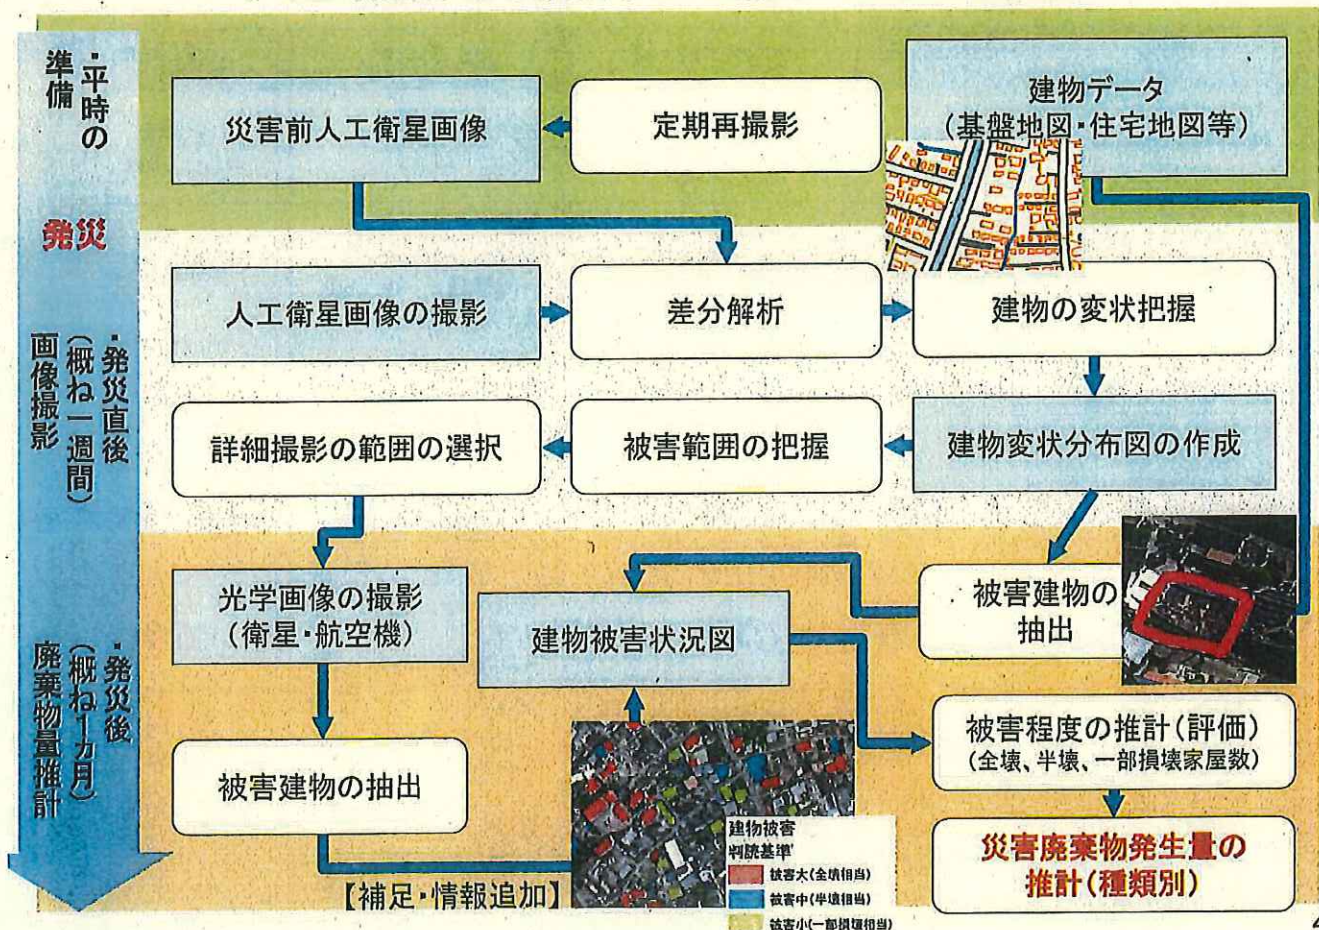 ・平時の
準備
災害前人工衛星画像
定期再撮影
建物データ
(基盤地図・住宅地図等)
発災
人工衛星画像の撮影
差分解析
建物の変状把握
・発災直後
(概ね一週間)
画像撮影
詳細撮影の範囲の選択
被害範囲の把握
建物変状分布図の作成
光学画像の撮影
(衛星・航空機)
建物被害状況図
被害建物の
抽出
・発災後
(概ね1ヵ月)
廃棄物量推計
被害建物の抽出
被害程度の推計(評価)
(全壊、半壊、一部損壊家屋数)
建物被害
判読基準
被害大(全壊相当)
被害中(半壊相当)
被害小(一部損壊相当)
【補足・情報追加】
災害廃棄物発生量の
推計(種類別)
4